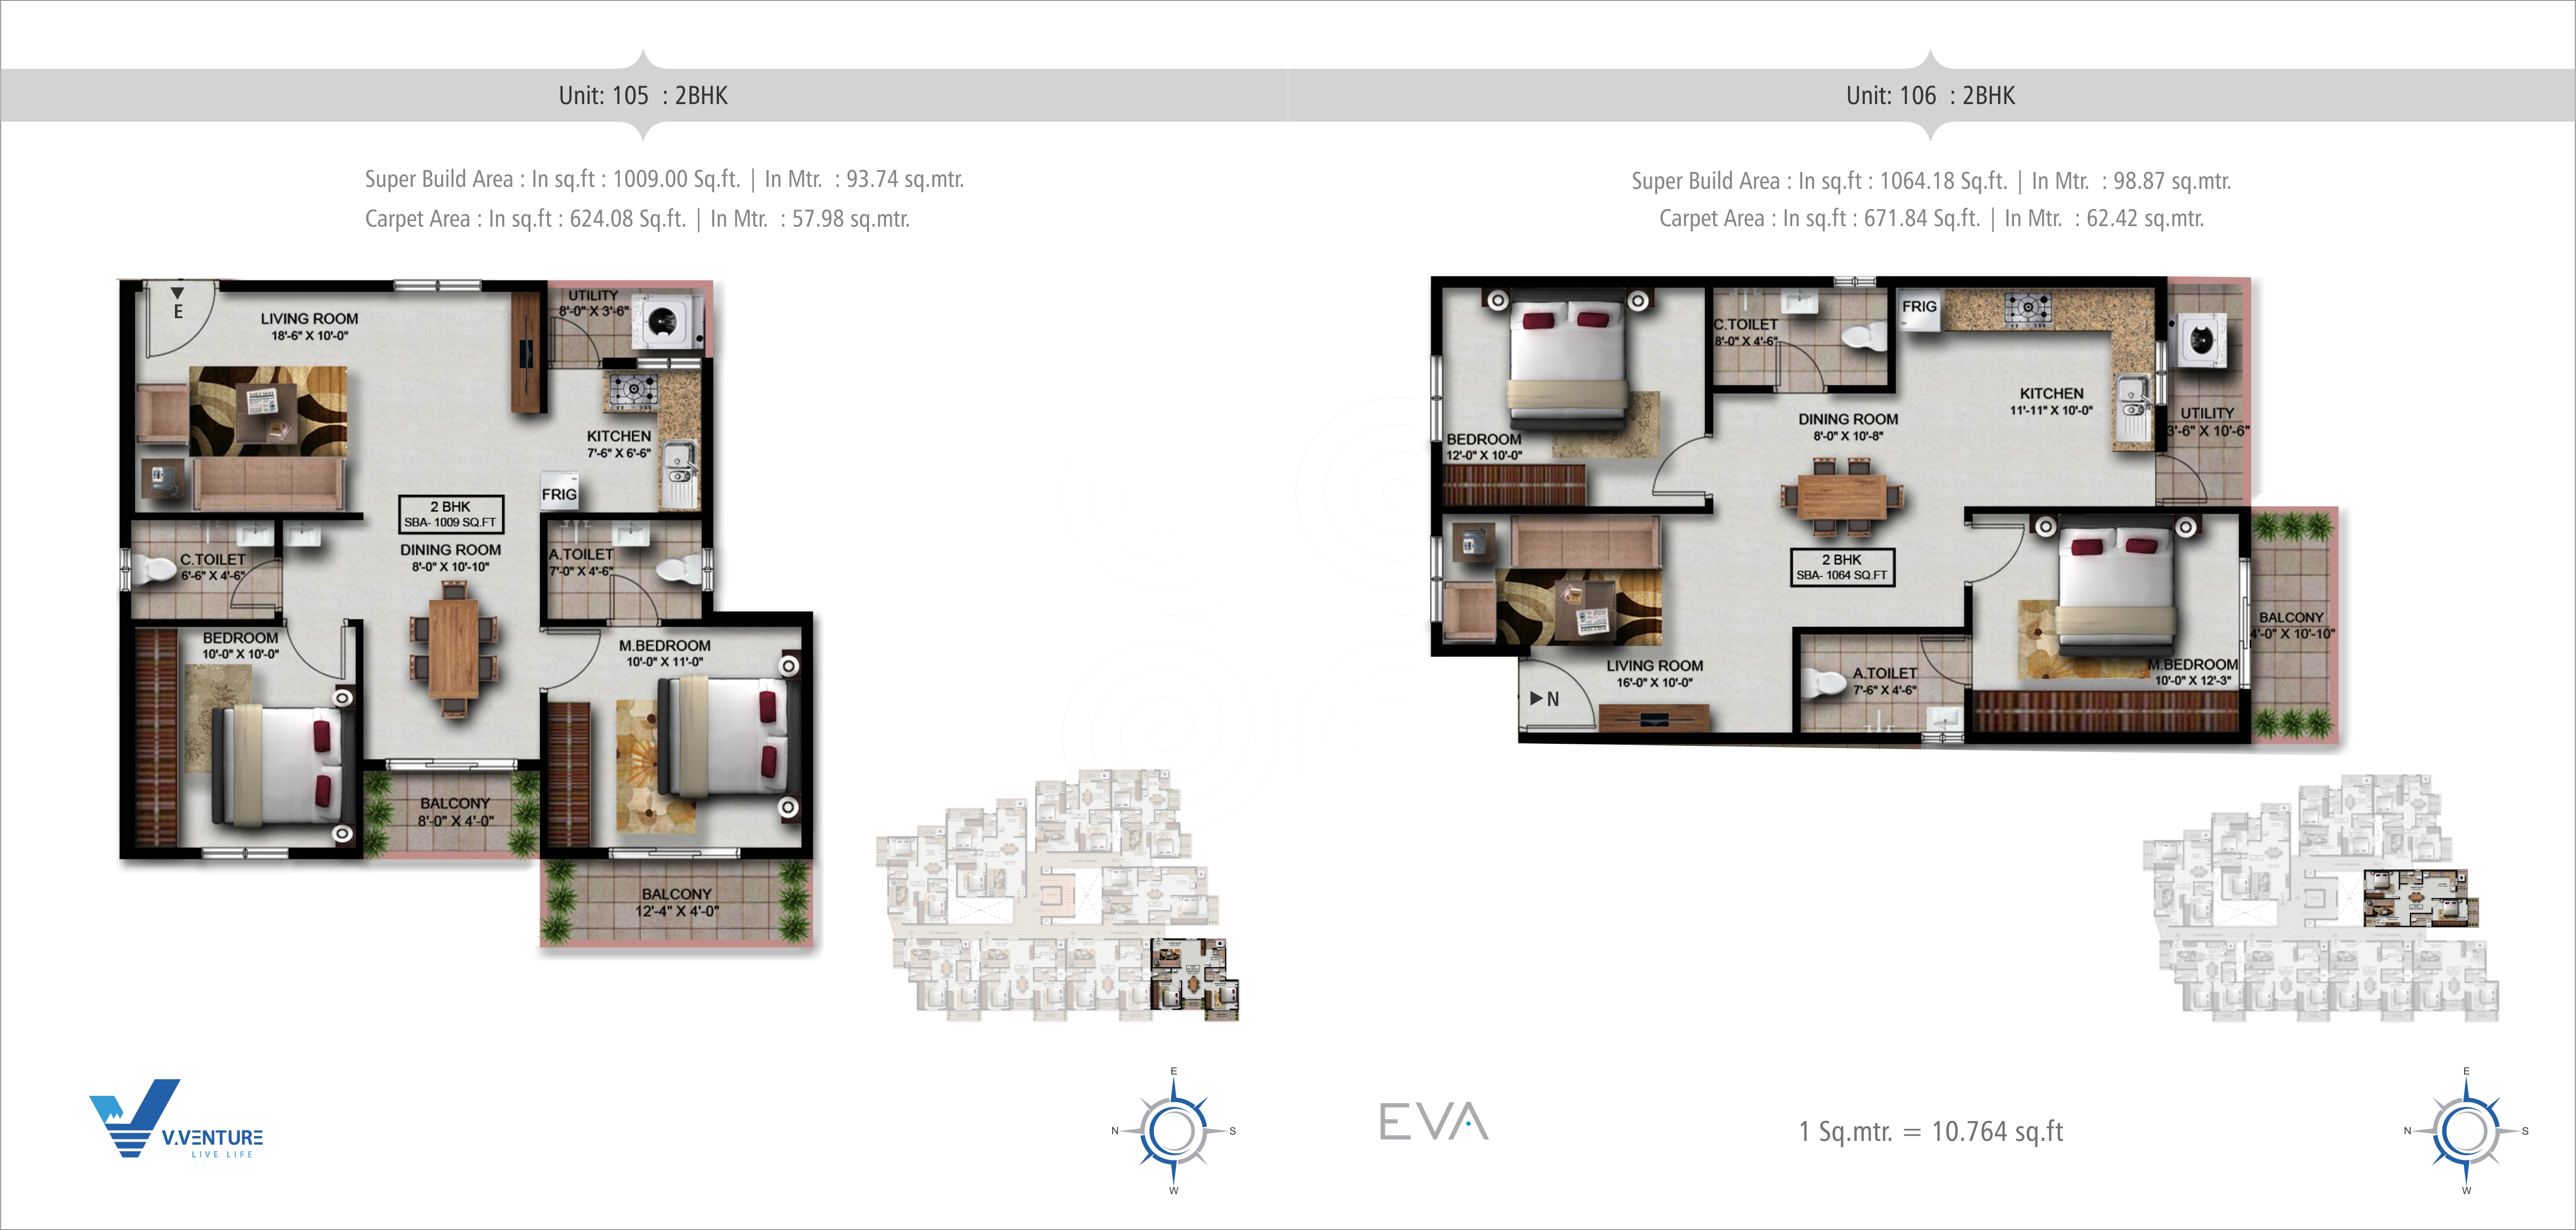 Unit: 105 : 2BHK
Super Build Area : In sq.ft : 1009.00 Sq.ft. | In Mtr. : 93.74 sq.mtr.
Carpet Area : In sq.ft : 624.08 Sq.ft. | In Mtr. : 57.98 sq.mtr.
E
LIVING ROOM
18'-6" X 10'-0"
UTILITY
8'-0" X 3'-6"
KITCHEN
7'-6" X 6'-6"
FRIG
2 BHK
SBA- 1009 SQ.FT
C.TOILET
6'-6" X 4'-6"
DINING ROOM
8'-0" X 10'-10"
A.TOILET
7'-0" X 4'-6"
BEDROOM
10'-0" X 10'-0"
M.BEDROOM
10'-0" X 11'-0"
BALCONY
8'-0" X 4'-0"
BALCONY
12'-4" X 4'-0"
V.VENTURE
LIVE LIFE
E
N
S
W
Unit: 106 : 2BHK
Super Build Area : In sq.ft : 1064.18 Sq.ft. | In Mtr. : 98.87 sq.mtr.
Carpet Area : In sq.ft : 671.84 Sq.ft. | In Mtr. : 62.42 sq.mtr.
C.TOILET
8'-0" X 4'-6"
FRIG
BEDROOM
12'-0" X 10'-0"
DINING ROOM
8'-0" X 10'-8"
KITCHEN
11'-11" X 10'-0"
UTILITY
3'-6" X 10'-6"
2 BHK
SBA- 1064 SQ.FT
LIVING ROOM
16'-0" X 10'-0"
N
A.TOILET
7'-6" X 4'-6"
M.BEDROOM
10'-0" X 12'-3"
BALCONY
4'-0" X 10'-10"
EVA
1 Sq.mtr. = 10.764 sq.ft
E
N
S
W